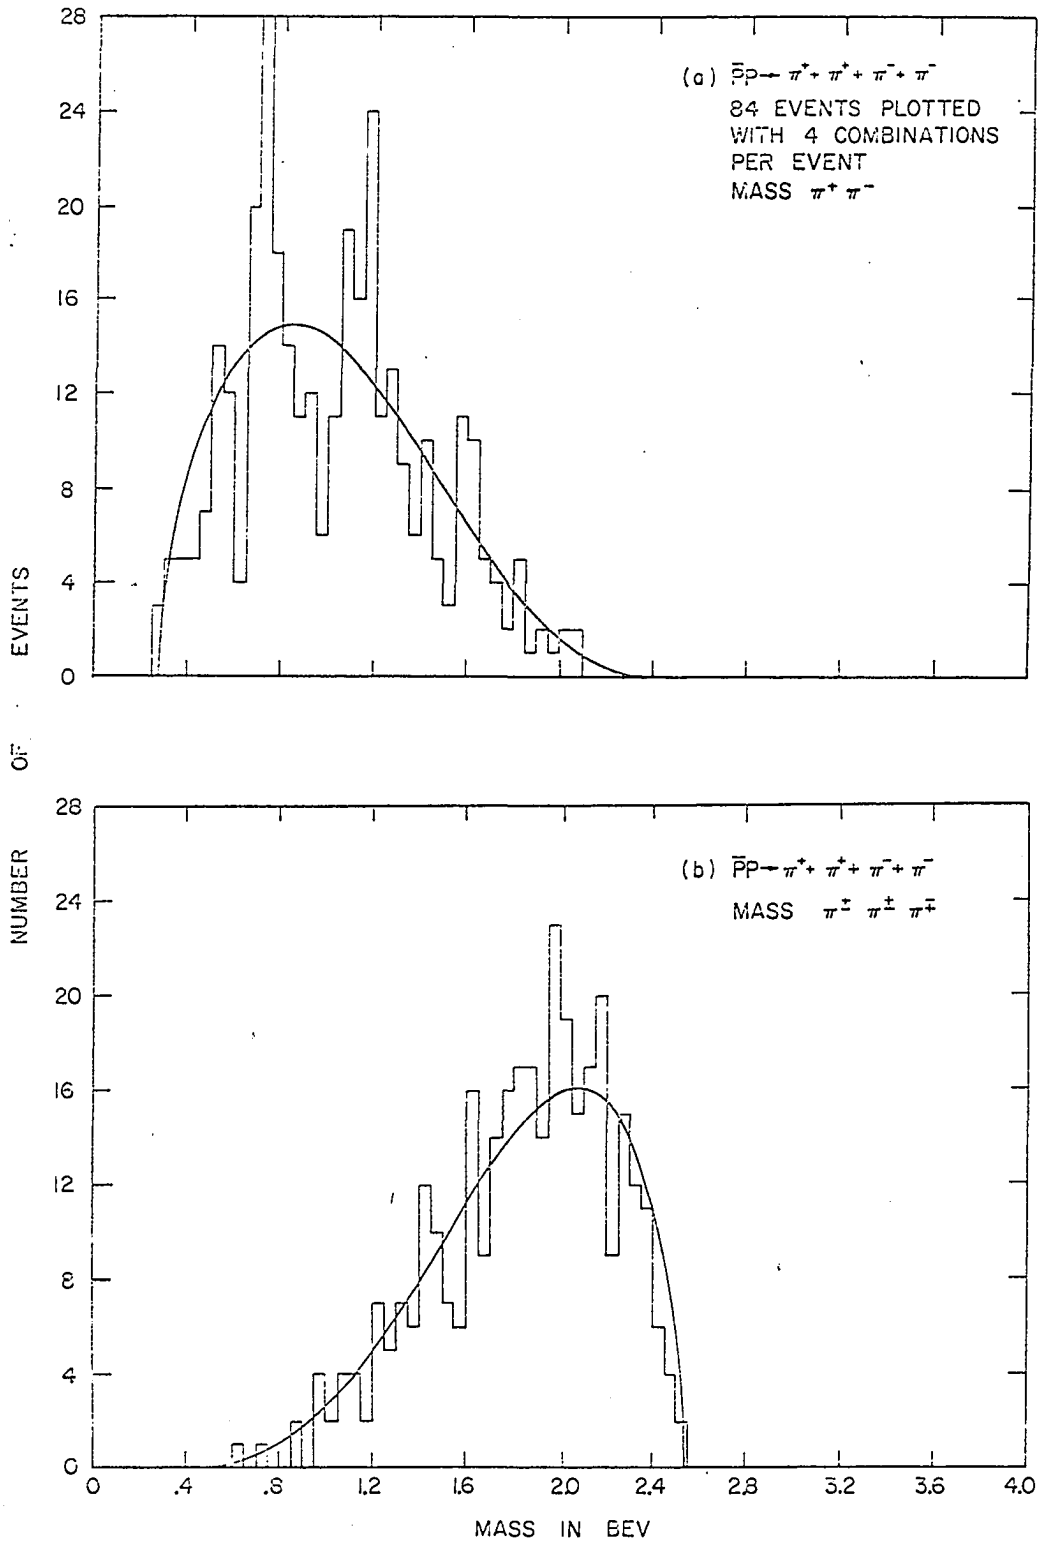 28
24
20
16
12
8
4
0
(a) P̄P→ π⁺+ π⁺+ π⁻+ π⁻
84 EVENTS PLOTTED
WITH 4 COMBINATIONS
PER EVENT
MASS π⁺ π⁻
NUMBER OF EVENTS
28
24
20
16
12
8
4
0
(b) P̄P→ π⁺+ π⁺+ π⁻+ π⁻
MASS π± π± π∓
0 .4 .8 1.2 1.6 2.0 2.4 2.8 3.2 3.6 4.0
MASS IN BEV